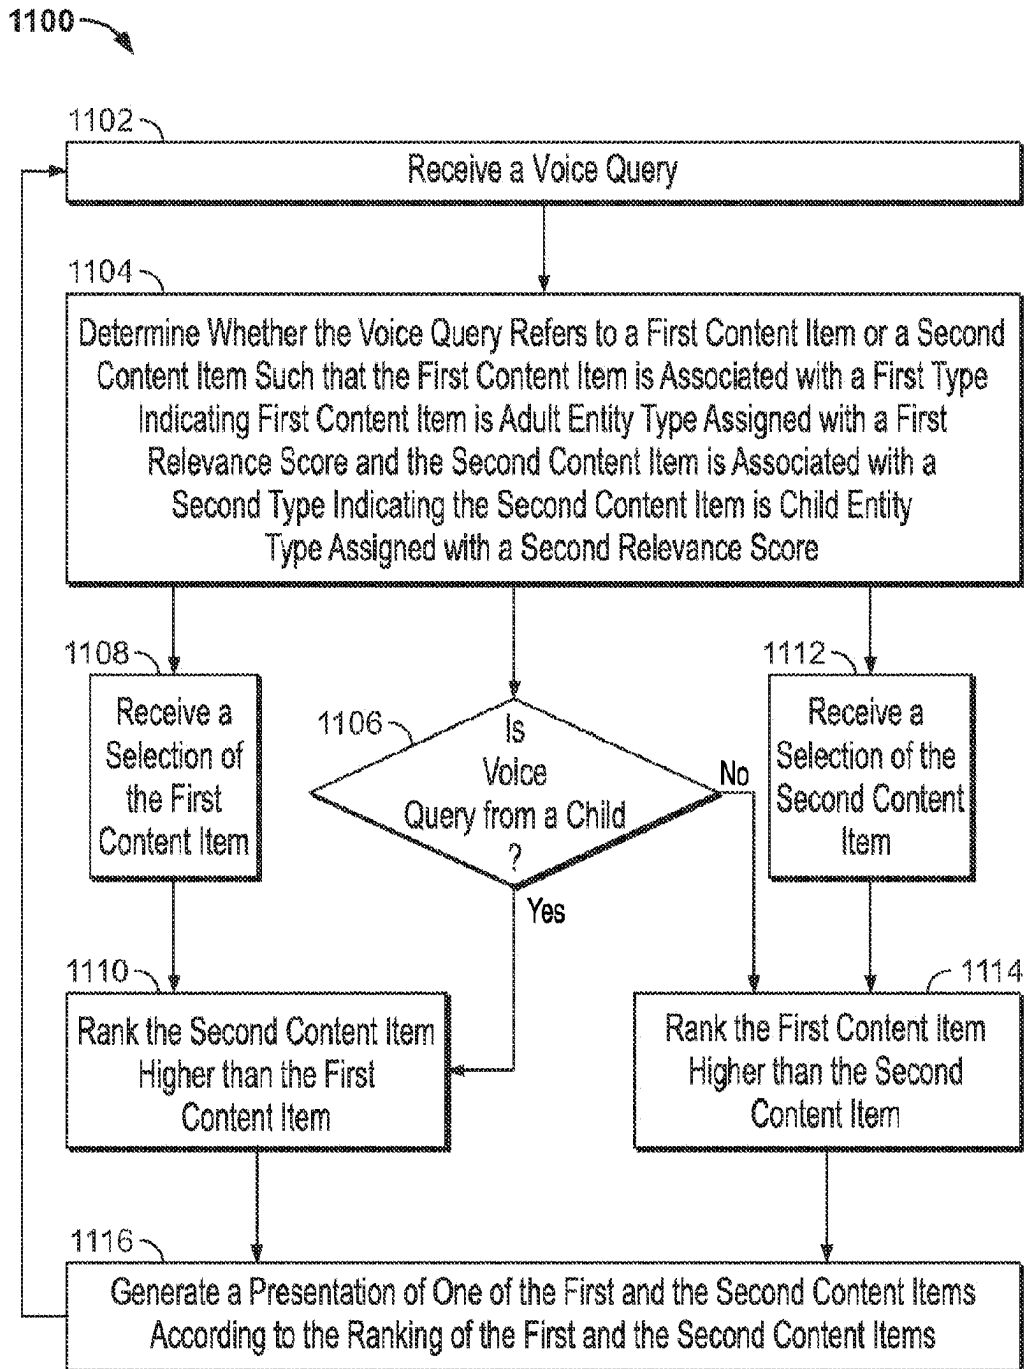 1100
1102
Receive a Voice Query
1104
Determine Whether the Voice Query Refers to a First Content Item or a Second
Content Item Such that the First Content Item is Associated with a First Type
Indicating First Content Item is Adult Entity Type Assigned with a First
Relevance Score and the Second Content Item is Associated with a
Second Type Indicating the Second Content Item is Child Entity
Type Assigned with a Second Relevance Score
1108
Receive a
Selection of
the First
Content Item
1106
Is
Voice
Query from a Child
?
No
Yes
1112
Receive a
Selection of the
Second Content
Item
1110
Rank the Second Content Item
Higher than the First
Content Item
1114
Rank the First Content Item
Higher than the Second
Content Item
1116
Generate a Presentation of One of the First and the Second Content Items
According to the Ranking of the First and the Second Content Items